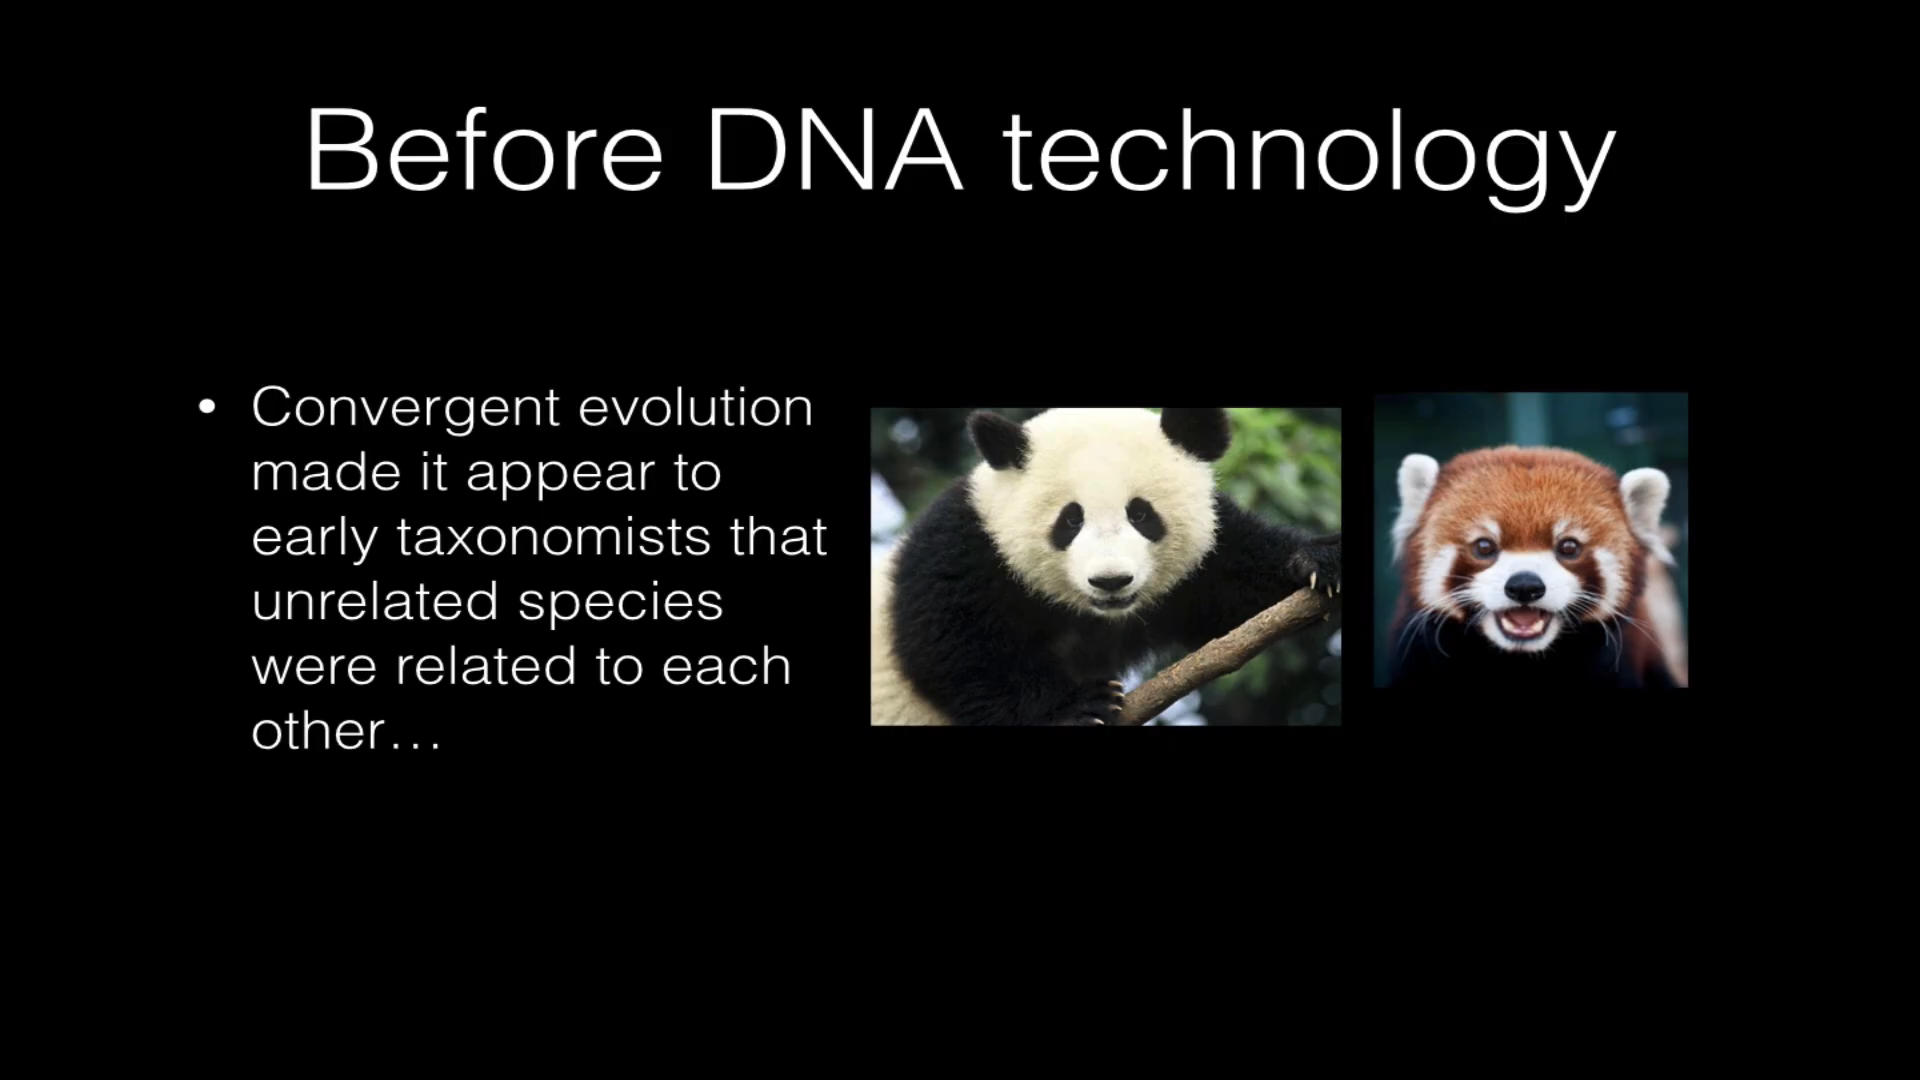 Before DNA technology
• Convergent evolution
made it appear to
early taxonomists that
unrelated species
were related to each
other…